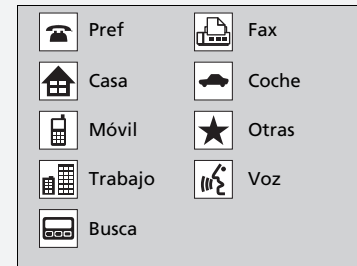 Pref
Fax
Casa
Coche
Móvil
Otras
Trabajo
Voz
Busca